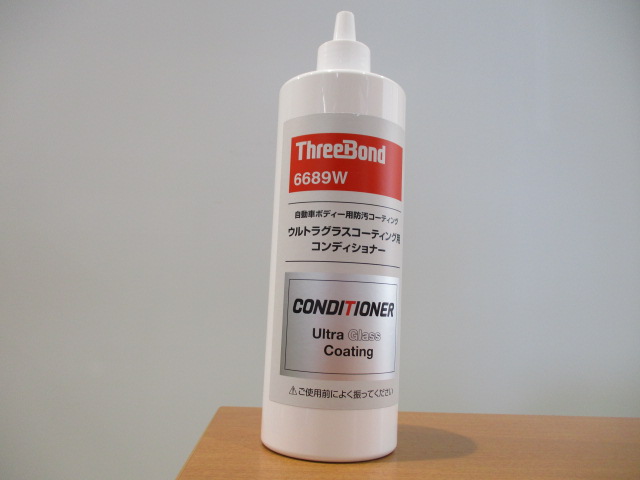 ThreeBond
6689W
自動車ボディー用防汚コーティング
ウルトラグラスコーティング用
コンディショナー
CONDITIONER
Ultra Glass
Coating
⚠ご使用前によく振ってください